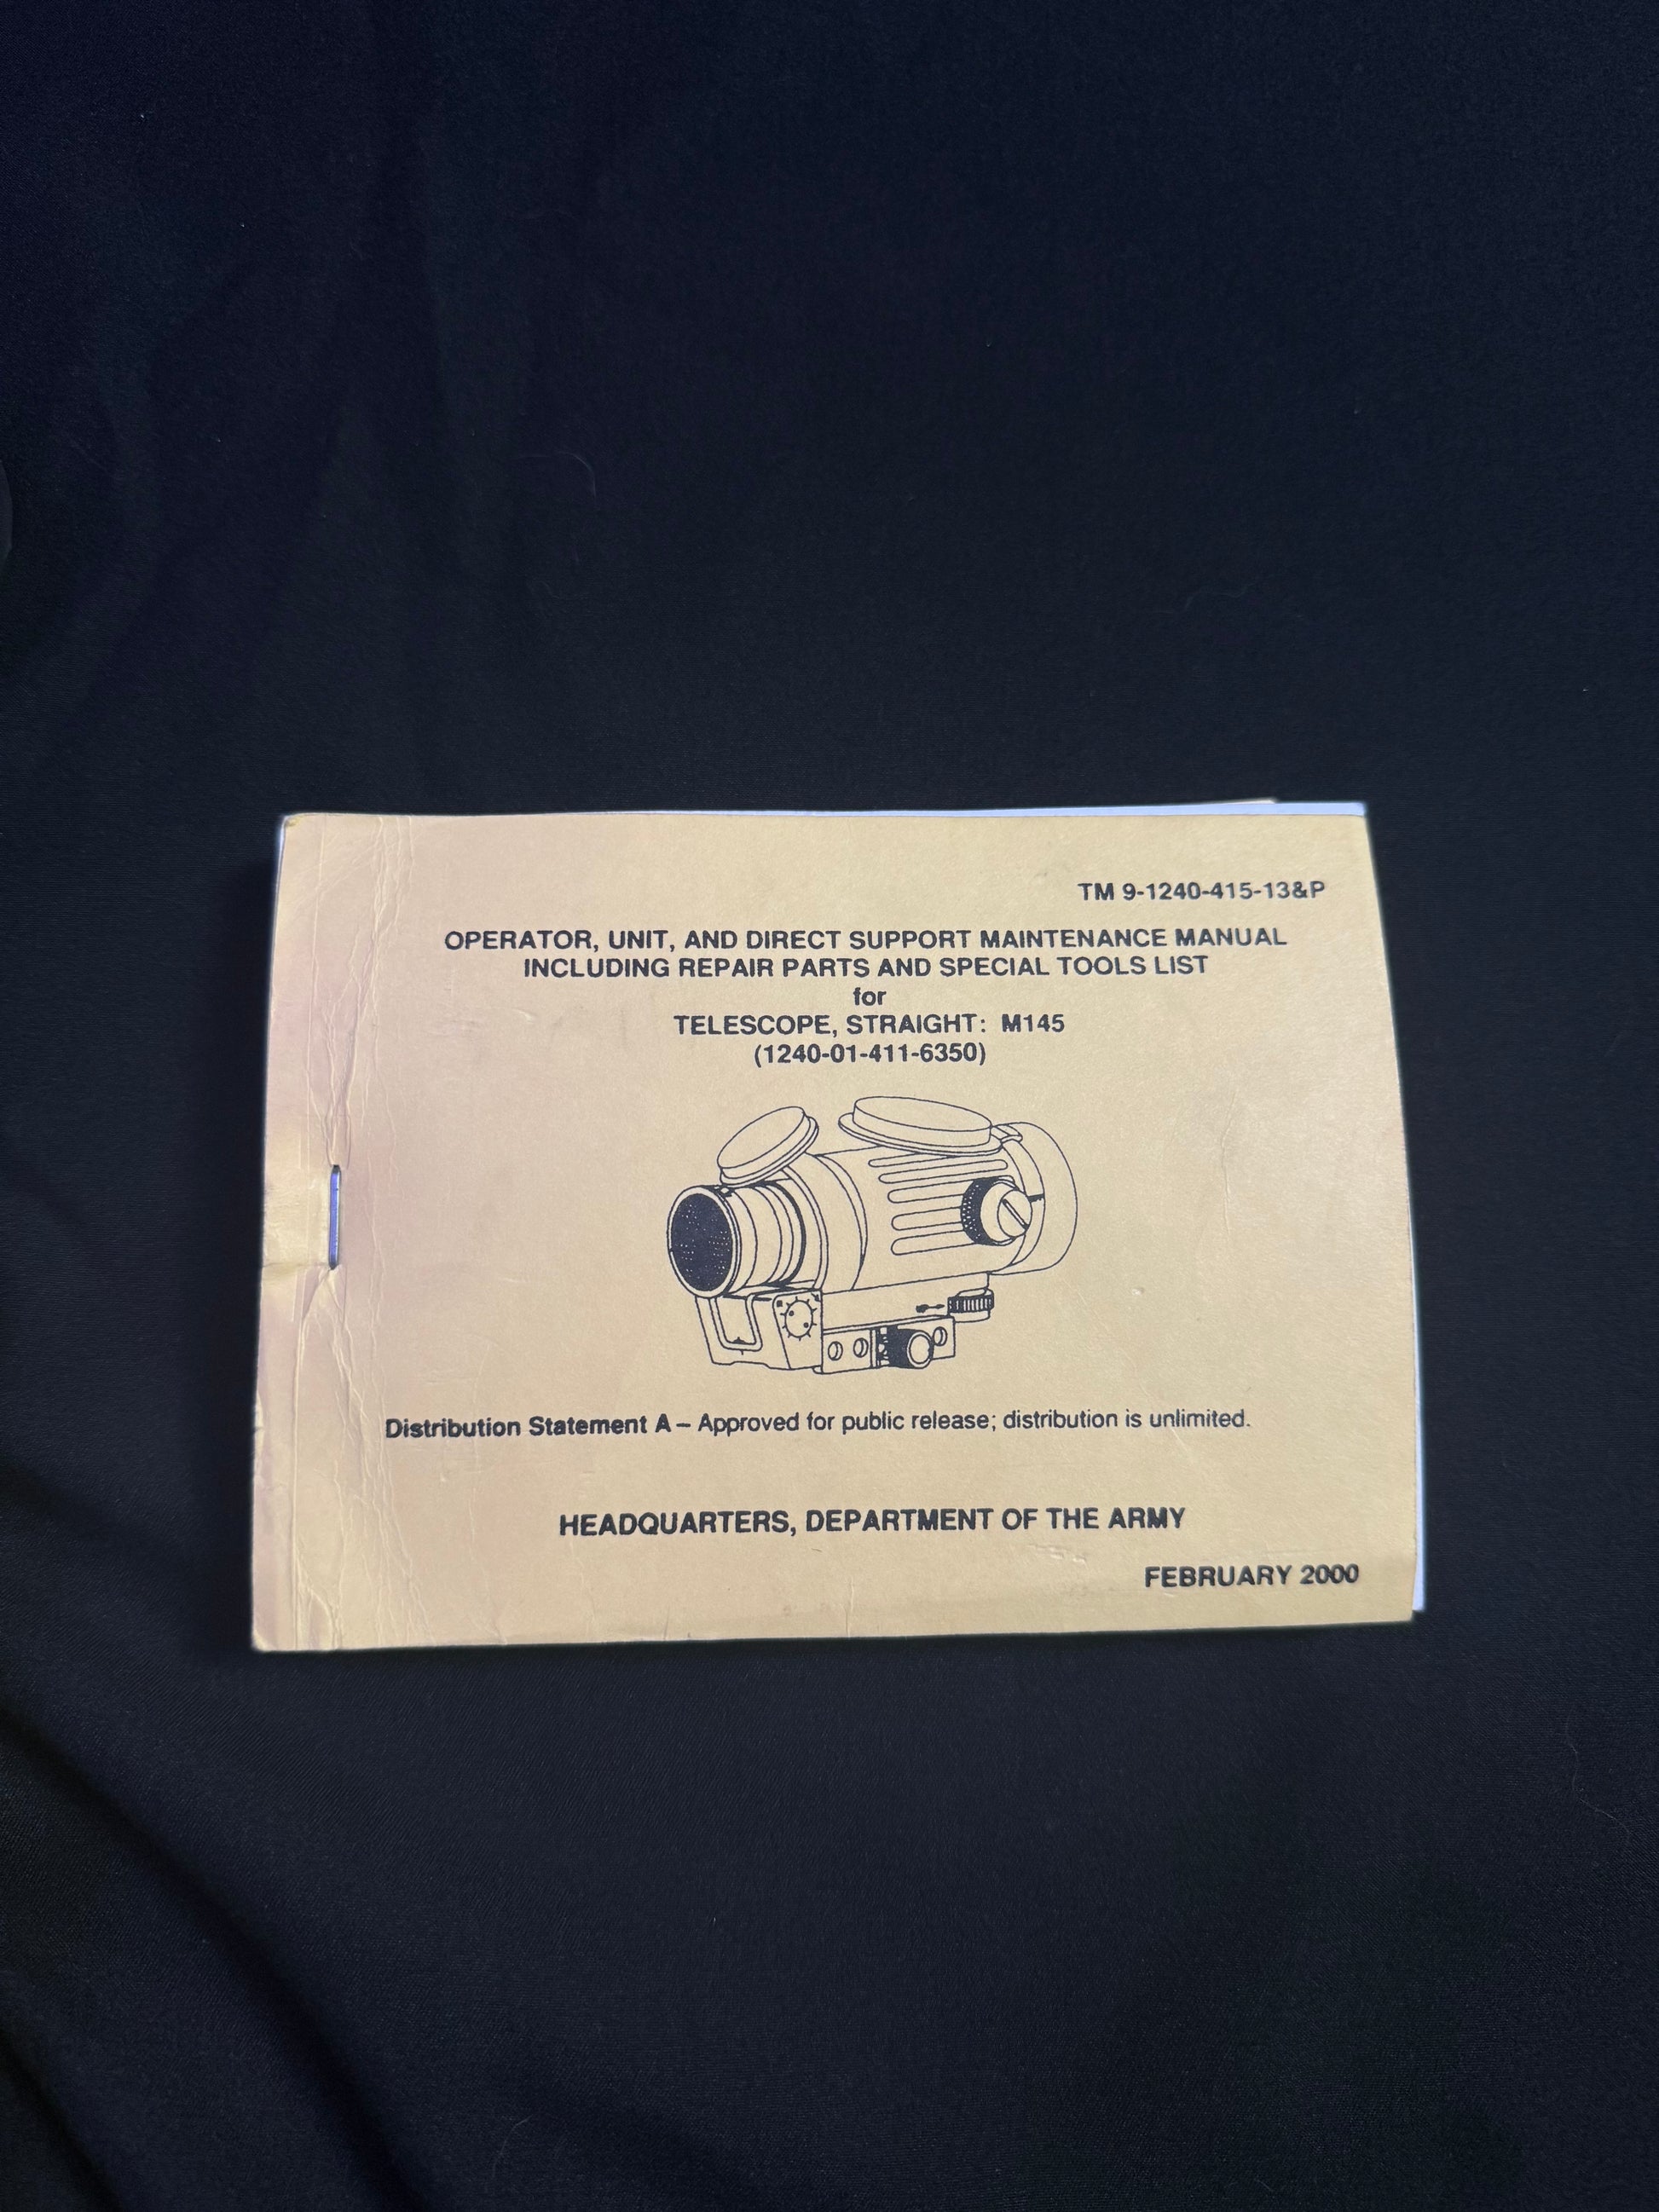 TM 9-1240-415-13&P
OPERATOR, UNIT, AND DIRECT SUPPORT MAINTENANCE MANUAL
INCLUDING REPAIR PARTS AND SPECIAL TOOLS LIST
for
TELESCOPE, STRAIGHT: M145
(1240-01-411-6350)
Distribution Statement A – Approved for public release; distribution is unlimited.
HEADQUARTERS, DEPARTMENT OF THE ARMY
FEBRUARY 2000